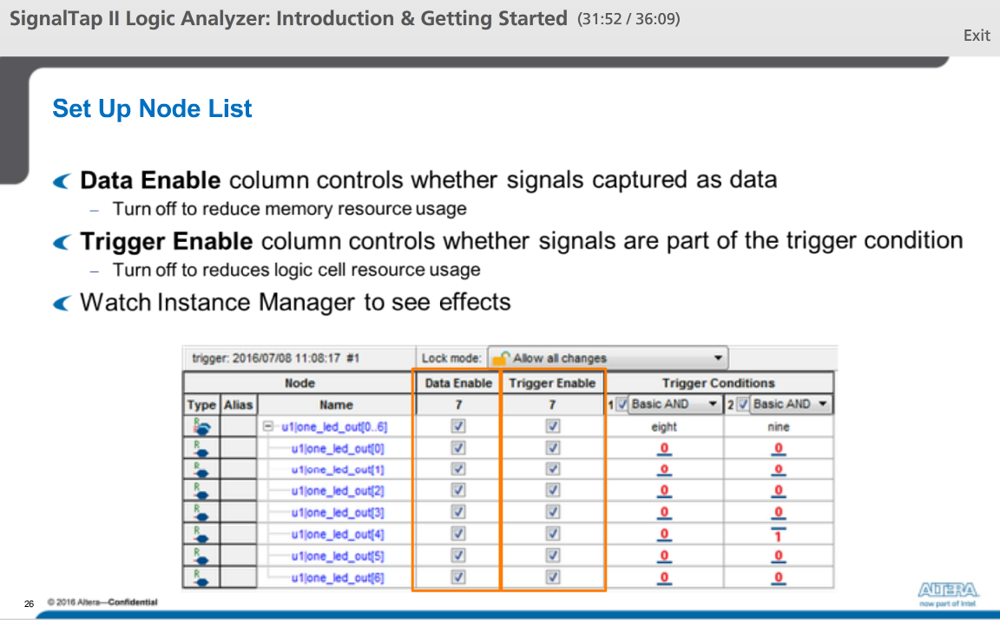 SignalTap II Logic Analyzer: Introduction & Getting Started (31:52 / 36:09)
Exit
Set Up Node List
Data Enable column controls whether signals captured as data
– Turn off to reduce memory resource usage
Trigger Enable column controls whether signals are part of the trigger condition
– Turn off to reduces logic cell resource usage
Watch Instance Manager to see effects
trigger: 2016/07/08 11:08:17 #1 Lock mode: Allow all changes
Node Data Enable Trigger Enable Trigger Conditions
Type Alias Name 7 7 1 Basic AND 2 Basic AND
R u1|one_led_out[0..6] eight nine
R u1|one_led_out[0] 0 0
R u1|one_led_out[1] 0 0
R u1|one_led_out[2] 0 0
R u1|one_led_out[3] 0 0
R u1|one_led_out[4] 0 1
R u1|one_led_out[5] 0 0
R u1|one_led_out[6] 0 0
26 © 2016 Altera—Confidential
ALTERA
now part of Intel